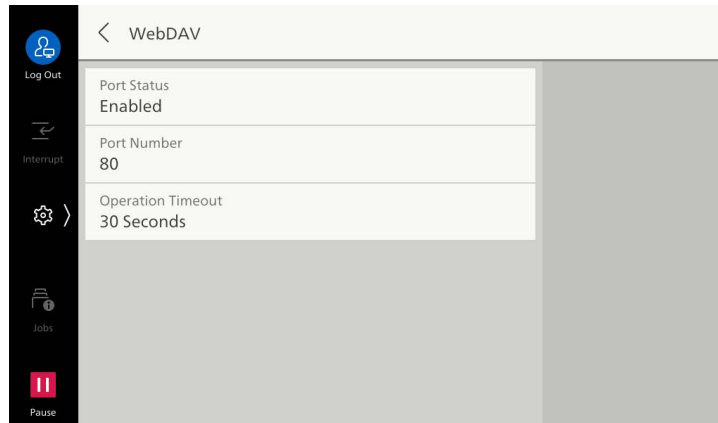 WebDAV
Log Out
Port Status
Enabled
Interrupt
Port Number
80
Operation Timeout
30 Seconds
Jobs
Pause